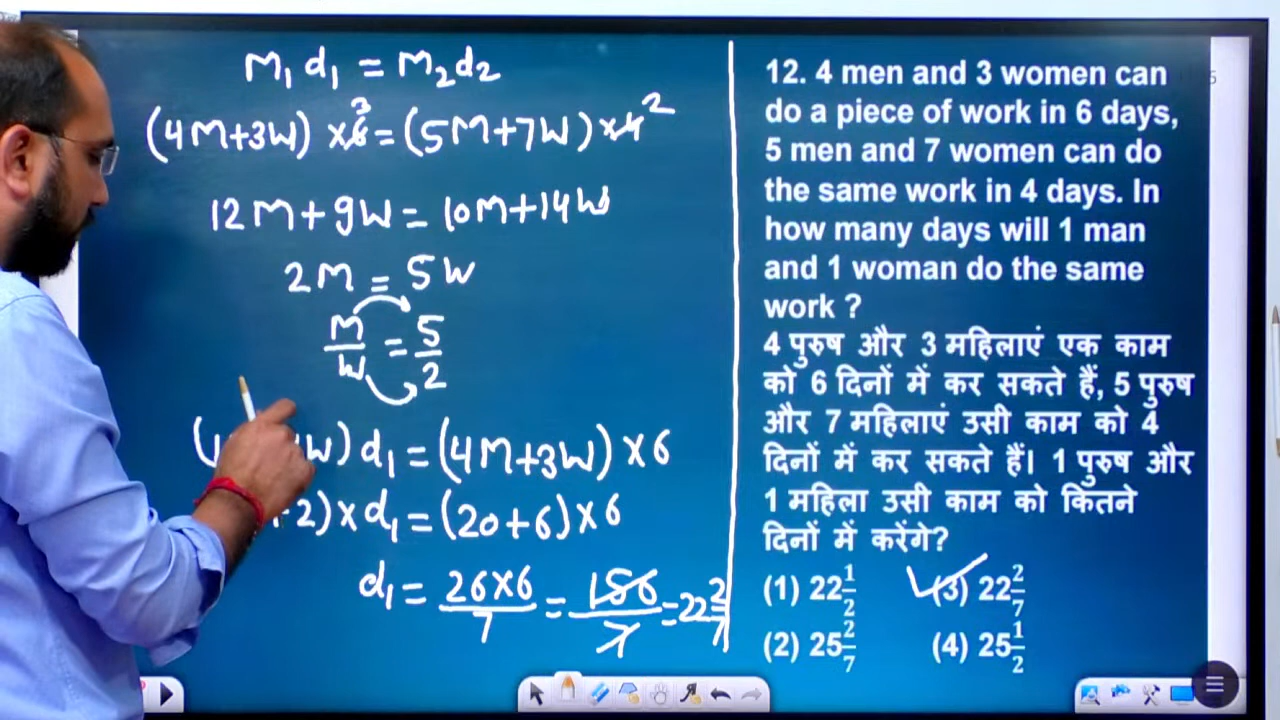 M₁ d₁ = M₂d₂
(4M+3W) ×6 3 = (5M+7W) ×4 2
12M+9W = 10M+14W
2M = 5W
M/W = 5/2
W) d₁ = (4M+3W) ×6
2)×d₁ = (20+6)×6
d₁ = 26×6/7 = 156/7 = 22 2/7
12. 4 men and 3 women can
do a piece of work in 6 days,
5 men and 7 women can do
the same work in 4 days. In
how many days will 1 man
and 1 woman do the same
work ?
4 पुरुष और 3 महिलाएं एक काम
को 6 दिनों में कर सकते हैं, 5 पुरुष
और 7 महिलाएं उसी काम को 4
दिनों में कर सकते हैं। 1 पुरुष और
1 महिला उसी काम को कितने
दिनों में करेंगे?
(1) 22 1/2 (3) 22 2/7
(2) 25 2/7 (4) 25 1/2